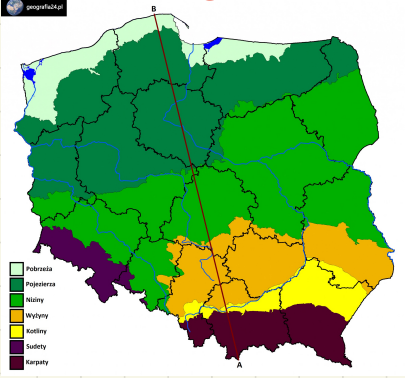 geografia24.pl
B
Pobrzeża
Pojezierza
Niziny
Wyżyny
Kotliny
Sudety
Karpaty
A